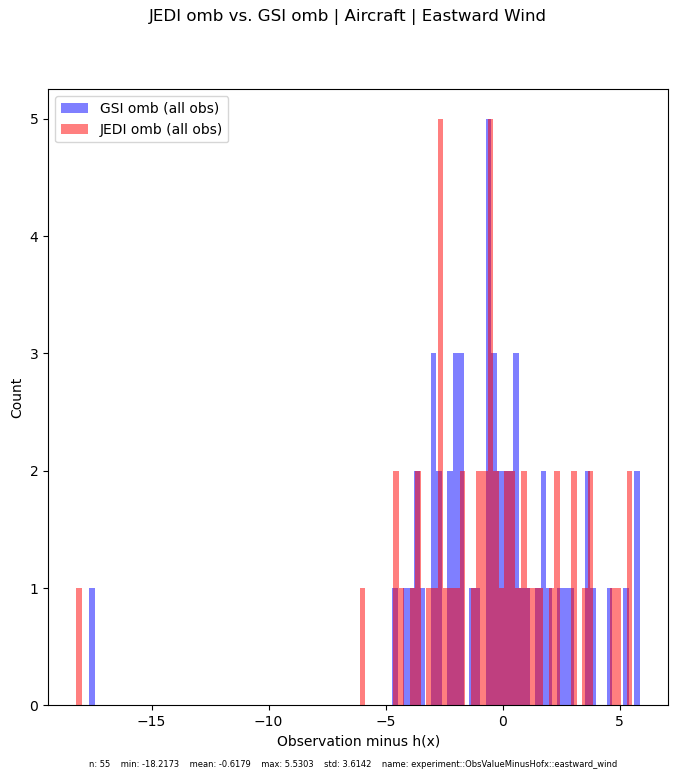 JEDI omb vs. GSI omb | Aircraft | Eastward Wind
GSI omb (all obs)
JEDI omb (all obs)
5
4
3
2
1
0
Count
−15
−10
−5
0
5
Observation minus h(x)
n: 55 min: -18.2173 mean: -0.6179 max: 5.5303 std: 3.6142 name: experiment::ObsValueMinusHofx::eastward_wind